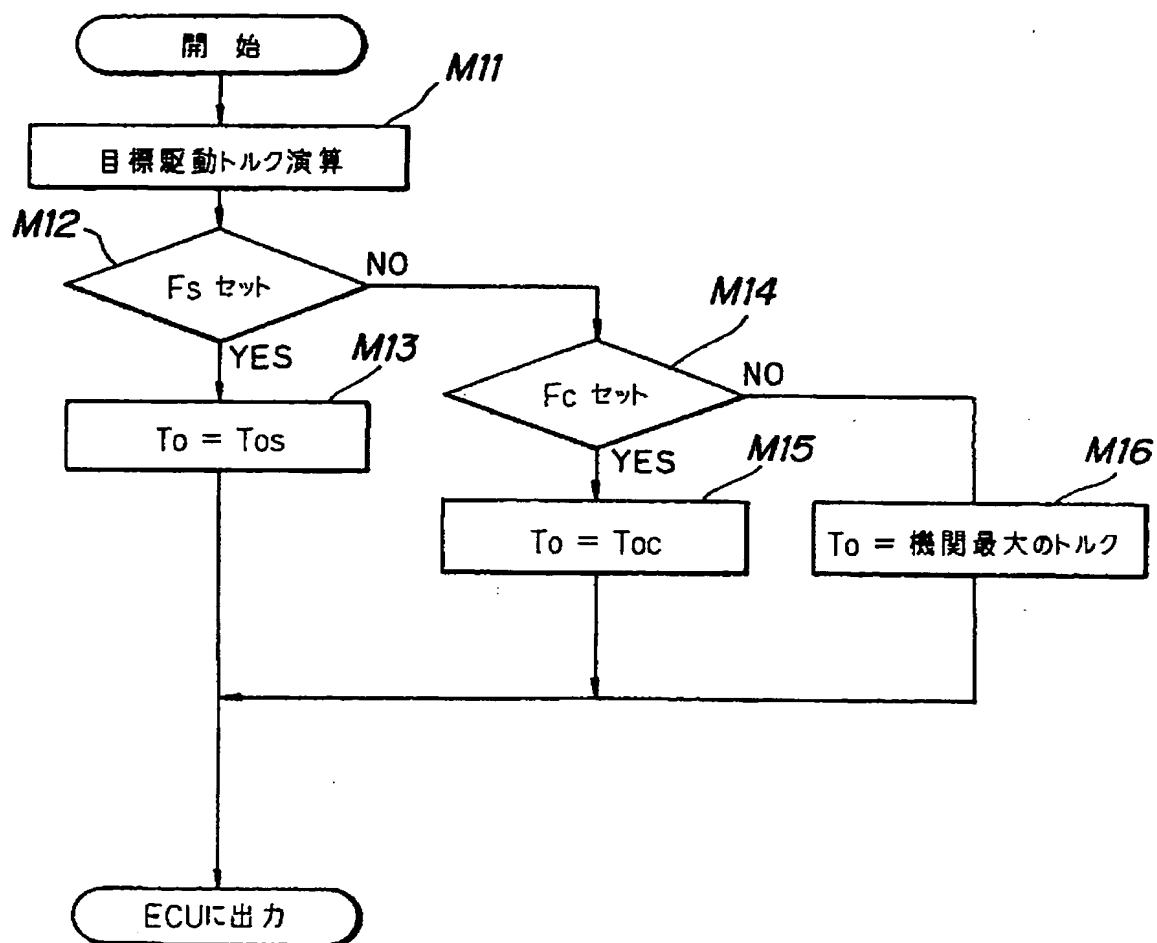 開始
M11
目標駆動トルク演算
M12
Fs セット
NO
YES
M13
To = Tos
M14
Fc セット
NO
YES
M15
To = Toc
M16
To = 機関最大のトルク
ECUに出力